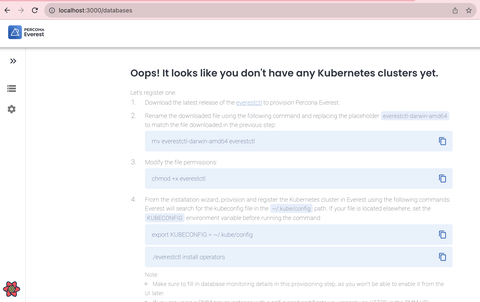 localhost:3000/databases
PERCONA
Everest
Oops! It looks like you don't have any Kubernetes clusters yet.
Let's register one:
1. Download the latest release of the everestctl to provision Percona Everest.
2. Rename the downloaded file using the following command and replacing the placeholder everestctl-darwin-amd64
to match the file downloaded in the previous step:
mv everestctl-darwin-amd64 everestctl
3. Modify the file permissions:
chmod +x everestctl
4. From the installation wizard, provision and register the Kubernetes cluster in Everest using the following commands.
Everest will search for the kubeconfig file in the ~/.kube/config path. If your file is located elsewhere, set the
KUBECONFIG environment variable before running the command:
export KUBECONFIG = ~/.kube/config
./everestctl install operators
Note:
Make sure to fill in database monitoring details in this provisioning step, as you won't be able to enable it from the
UI later.